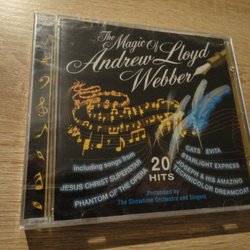 The Magic Of
Andrew Lloyd
Webber
including songs from
JESUS CHRIST SUPERSTAR
PHANTOM OF THE OPERA
20
HITS
CATS EVITA
STARLIGHT EXPRESS
JOSEPH & HIS AMAZING
TECHNICOLOR DREAMCOAT
Performed by
The Showtime Orchestra and Singers